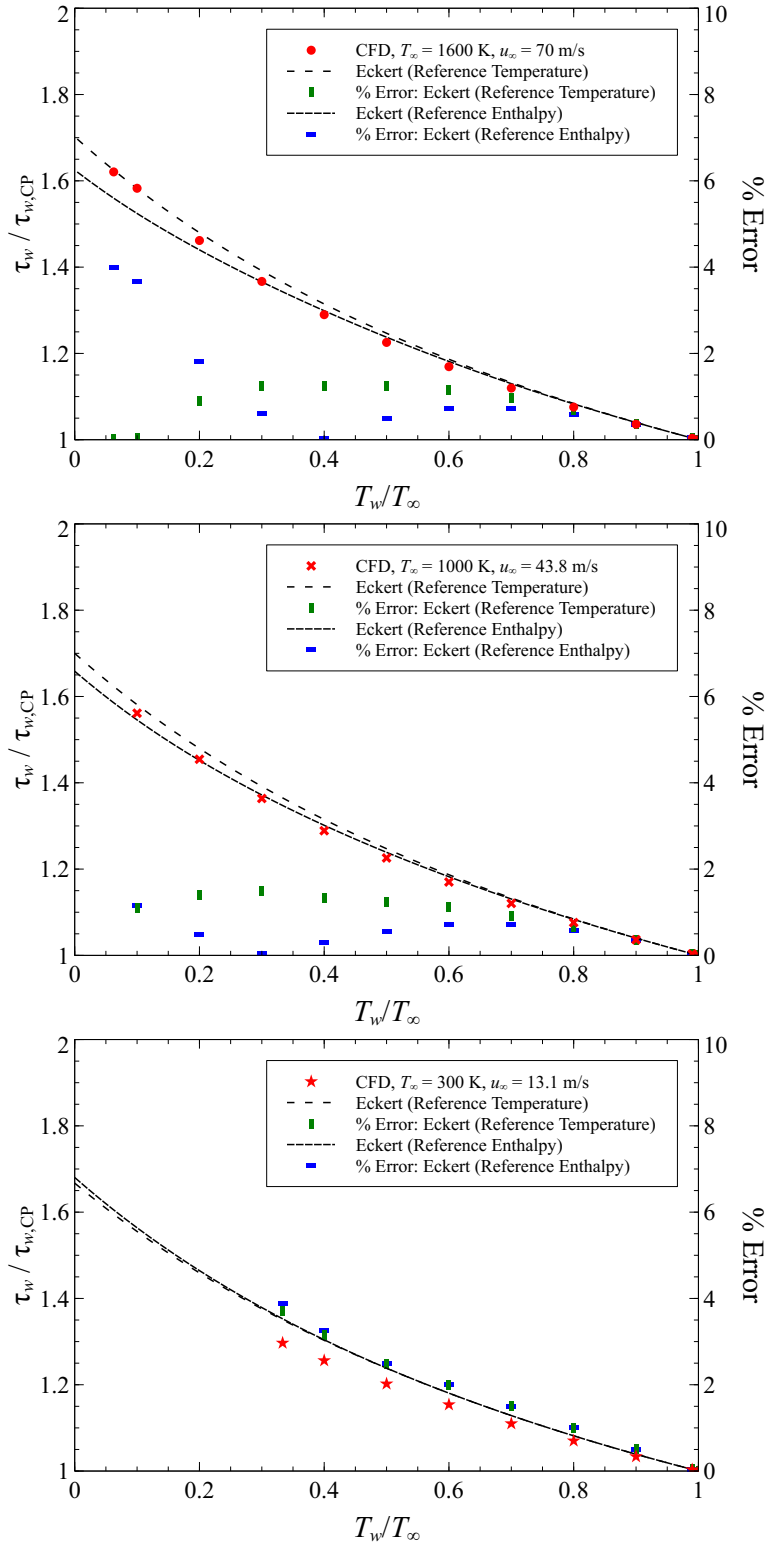 CFD, T∞ = 1600 K, u∞ = 70 m/s
Eckert (Reference Temperature)
% Error: Eckert (Reference Temperature)
Eckert (Reference Enthalpy)
% Error: Eckert (Reference Enthalpy)
2
1.8
1.6
1.4
1.2
1
τw / τw,CP
10
8
6
4
2
0
% Error
0 0.2 0.4 0.6 0.8 1
Tw/T∞
CFD, T∞ = 1000 K, u∞ = 43.8 m/s
Eckert (Reference Temperature)
% Error: Eckert (Reference Temperature)
Eckert (Reference Enthalpy)
% Error: Eckert (Reference Enthalpy)
2
1.8
1.6
1.4
1.2
1
τw / τw,CP
10
8
6
4
2
0
% Error
0 0.2 0.4 0.6 0.8 1
Tw/T∞
CFD, T∞ = 300 K, u∞ = 13.1 m/s
Eckert (Reference Temperature)
% Error: Eckert (Reference Temperature)
Eckert (Reference Enthalpy)
% Error: Eckert (Reference Enthalpy)
2
1.8
1.6
1.4
1.2
1
τw / τw,CP
10
8
6
4
2
0
% Error
0 0.2 0.4 0.6 0.8 1
Tw/T∞